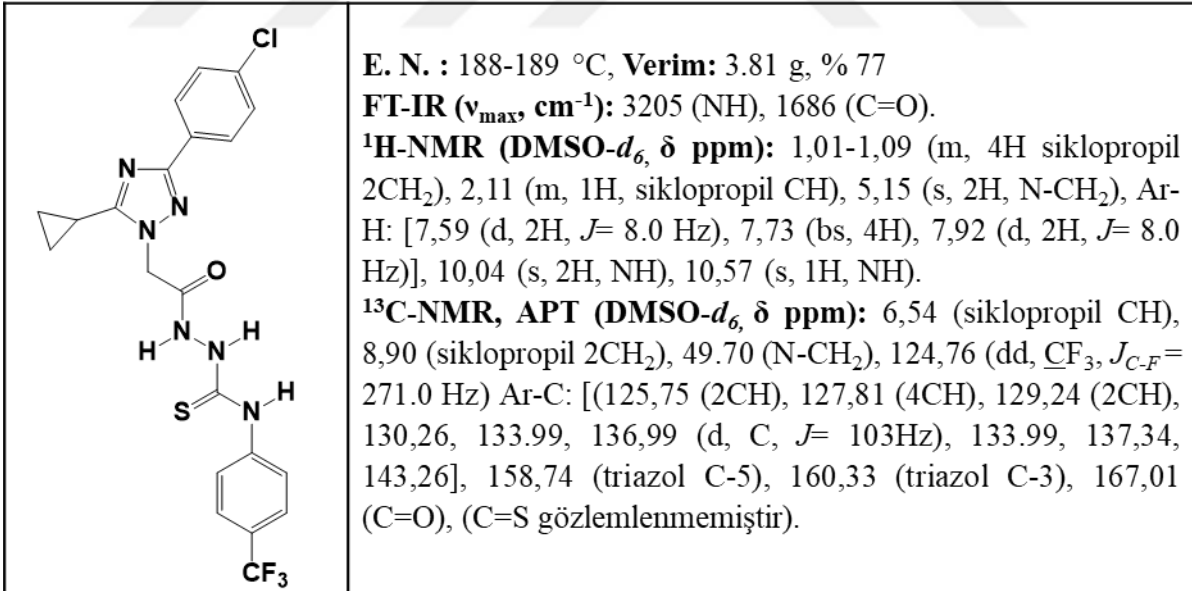 Cl
N
N
N
O
N
H
N
H
S
N
H
CF₃
E. N. : 188-189 °C, Verim: 3.81 g, % 77
FT-IR (νmax, cm⁻¹): 3205 (NH), 1686 (C=O).
¹H-NMR (DMSO-d₆, δ ppm): 1,01-1,09 (m, 4H siklopropil
2CH₂), 2,11 (m, 1H, siklopropil CH), 5,15 (s, 2H, N-CH₂), Ar-
H: [7,59 (d, 2H, J= 8.0 Hz), 7,73 (bs, 4H), 7,92 (d, 2H, J= 8.0
Hz)], 10,04 (s, 2H, NH), 10,57 (s, 1H, NH).
¹³C-NMR, APT (DMSO-d₆, δ ppm): 6,54 (siklopropil CH),
8,90 (siklopropil 2CH₂), 49.70 (N-CH₂), 124,76 (dd, CF₃, JC-F =
271.0 Hz) Ar-C: [(125,75 (2CH), 127,81 (4CH), 129,24 (2CH),
130,26, 133.99, 136,99 (d, C, J= 103Hz), 133.99, 137,34,
143,26], 158,74 (triazol C-5), 160,33 (triazol C-3), 167,01
(C=O), (C=S gözlemlenmemiştir).